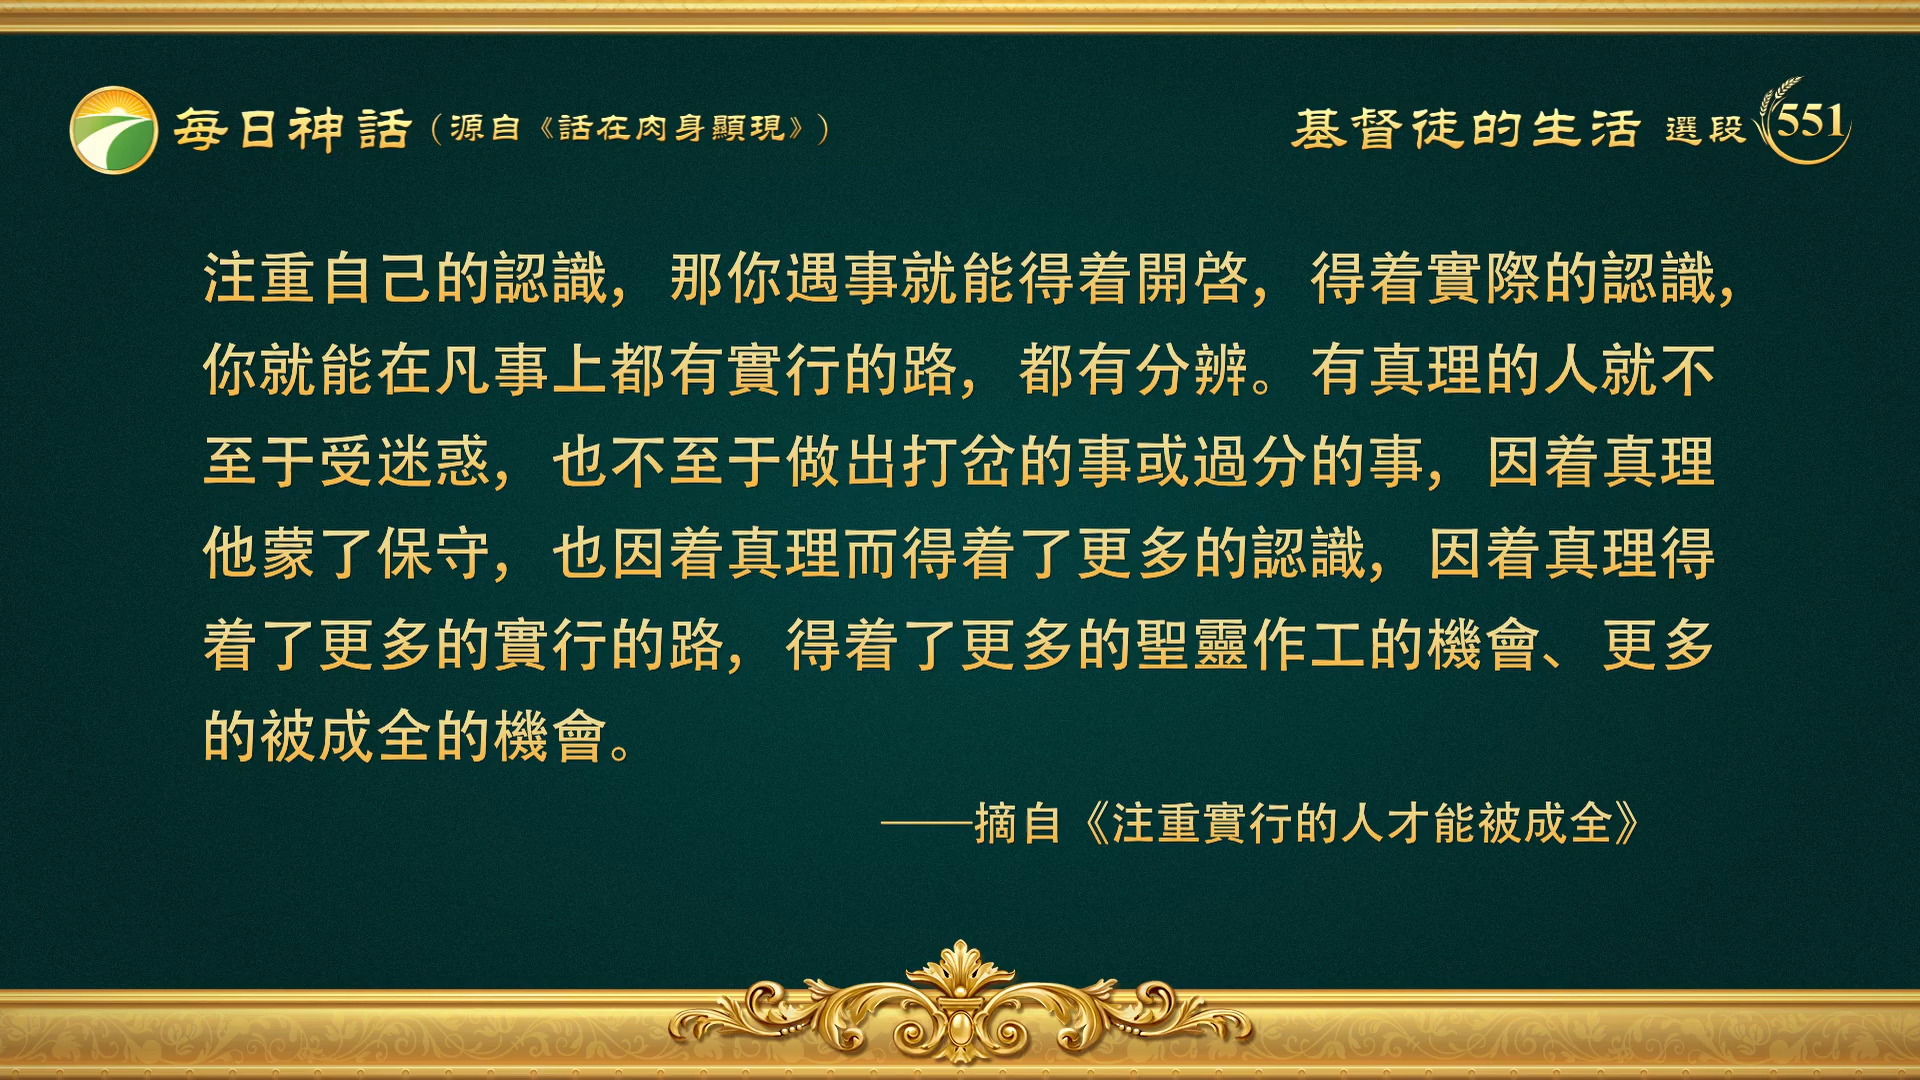 每日神話（源自《話在肉身顯現》）
基督徒的生活 選段 551
注重自己的認識，那你遇事就能得着開啓，得着實際的認識，
你就能在凡事上都有實行的路，都有分辨。有真理的人就不
至于受迷惑，也不至于做出打岔的事或過分的事，因着真理
他蒙了保守，也因着真理而得着了更多的認識，因着真理得
着了更多的實行的路，得着了更多的聖靈作工的機會、更多
的被成全的機會。
——摘自《注重實行的人才能被成全》